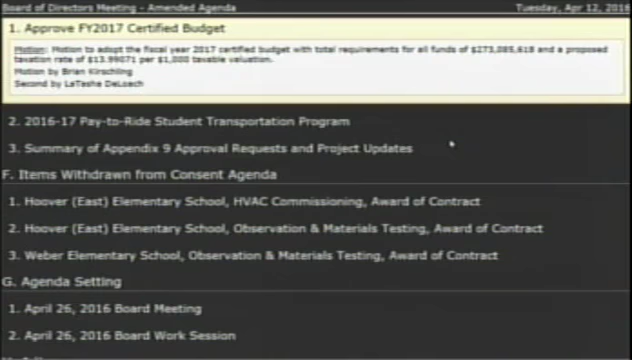 Board of Directors Meeting - Amended Agenda
Tuesday, Apr 12, 2016
1. Approve FY2017 Certified Budget
Motion: Motion to adopt the fiscal year 2017 certified budget with total requirements for all funds of $273,085,618 and a proposed
taxation rate of $13.99071 per $1,000 taxable valuation.
Motion by Brian Kirschling
Second by LaTasha DeLoach
2. 2016-17 Pay-to-Ride Student Transportation Program
3. Summary of Appendix 9 Approval Requests and Project Updates
F. Items Withdrawn from Consent Agenda
1. Hoover (East) Elementary School, HVAC Commissioning, Award of Contract
2. Hoover (East) Elementary School, Observation & Materials Testing, Award of Contract
3. Weber Elementary School, Observation & Materials Testing, Award of Contract
G. Agenda Setting
1. April 26, 2016 Board Meeting
2. April 26, 2016 Board Work Session